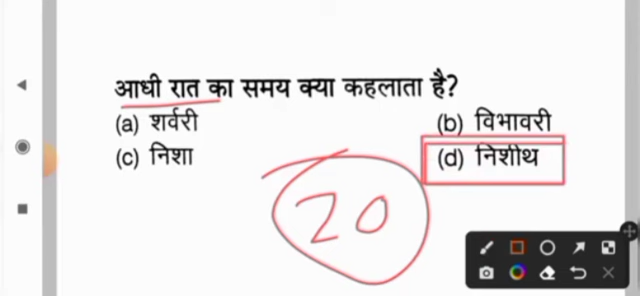 आधी रात का समय क्या कहलाता है?
(a) शर्वरी (b) विभावरी
(c) निशा (d) निशीथ
20